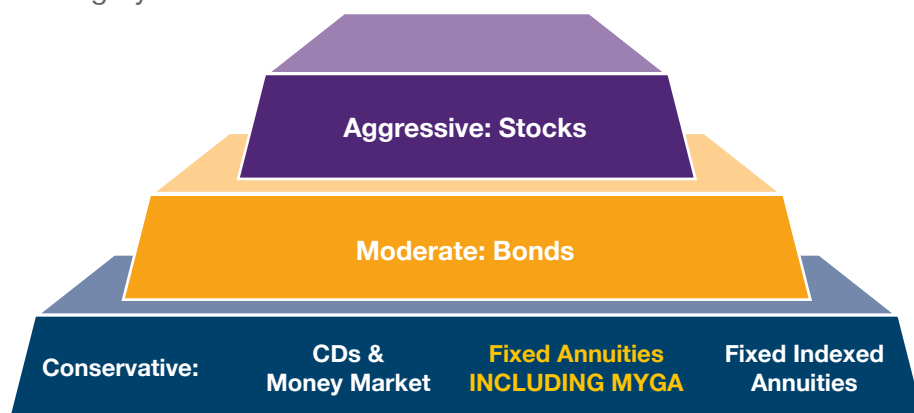 Aggressive: Stocks
Moderate: Bonds
Conservative:
CDs &
Money Market
Fixed Annuities
INCLUDING MYGA
Fixed Indexed
Annuities